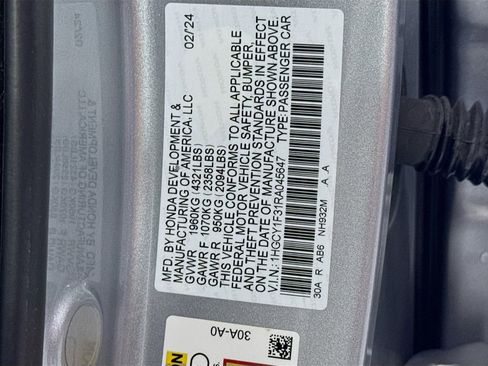 MFD. BY HONDA DEVELOPMENT &
MANUFACTURING OF AMERICA, LLC 02/24
GVWR 1960KG (4321LBS)
GAWR F 1070KG (2358LBS)
GAWR R 950KG (2094LBS)
THIS VEHICLE CONFORMS TO ALL APPLICABLE
FEDERAL MOTOR VEHICLE SAFETY, BUMPER,
AND THEFT PREVENTION STANDARDS IN EFFECT
ON THE DATE OF MANUFACTURE SHOWN ABOVE.
V.I.N.:1HGCY1F31RA045647 TYPE:PASSENGER CAR
30A R AB6 NH932M A A
30A-A0